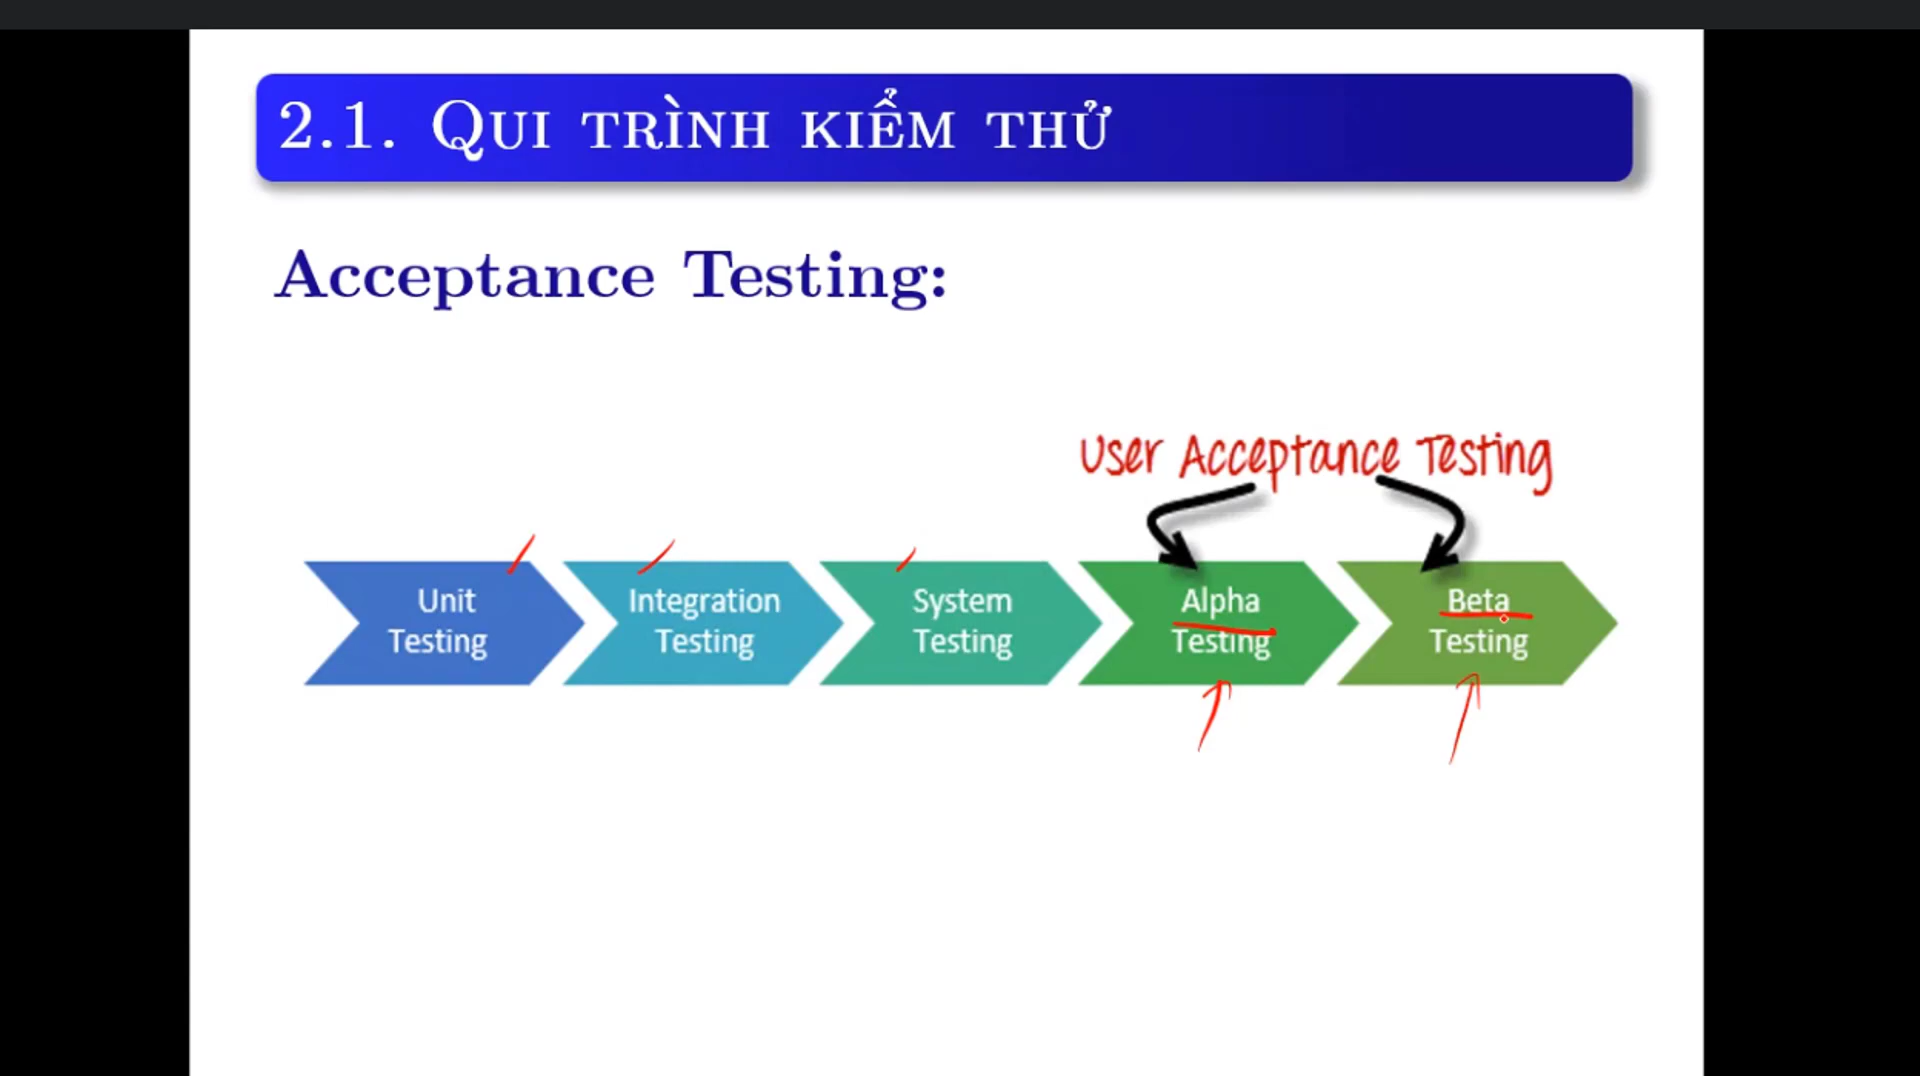 2.1. QUI TRÌNH KIỂM THỬ
Acceptance Testing:
User Acceptance Testing
Unit
Testing
Integration
Testing
System
Testing
Alpha
Testing
Beta
Testing